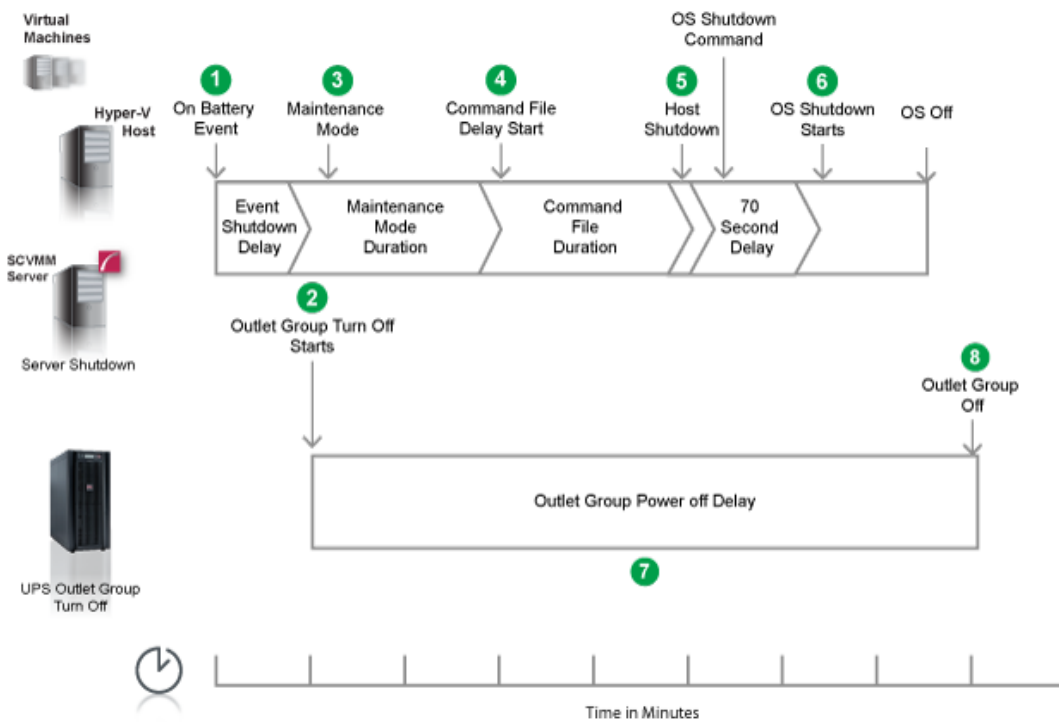 Virtual
Machines
OS Shutdown
Command
1
3
4
5
6
Hyper-V
Host
On Battery
Event
Maintenance
Mode
Command File
Delay Start
Host
Shutdown
OS Shutdown
Starts
OS Off
Event
Shutdown
Delay
Maintenance
Mode
Duration
Command
File
Duration
70
Second
Delay
SCVMM
Server
2
Outlet Group Turn Off
Starts
Server Shutdown
8
Outlet Group
Off
Outlet Group Power off Delay
7
UPS Outlet Group
Turn Off
Time in Minutes